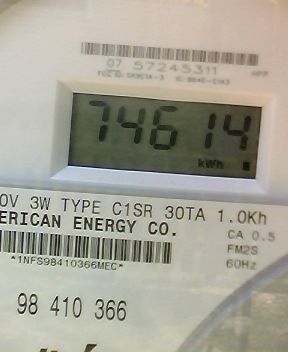 07 57245311
74614
kWh
0V 3W TYPE C1SR 30TA 1.0Kh
ERICAN ENERGY CO.
CA 0.5
FM2S
*1NFS98410366MEC*
60Hz
98 410 366